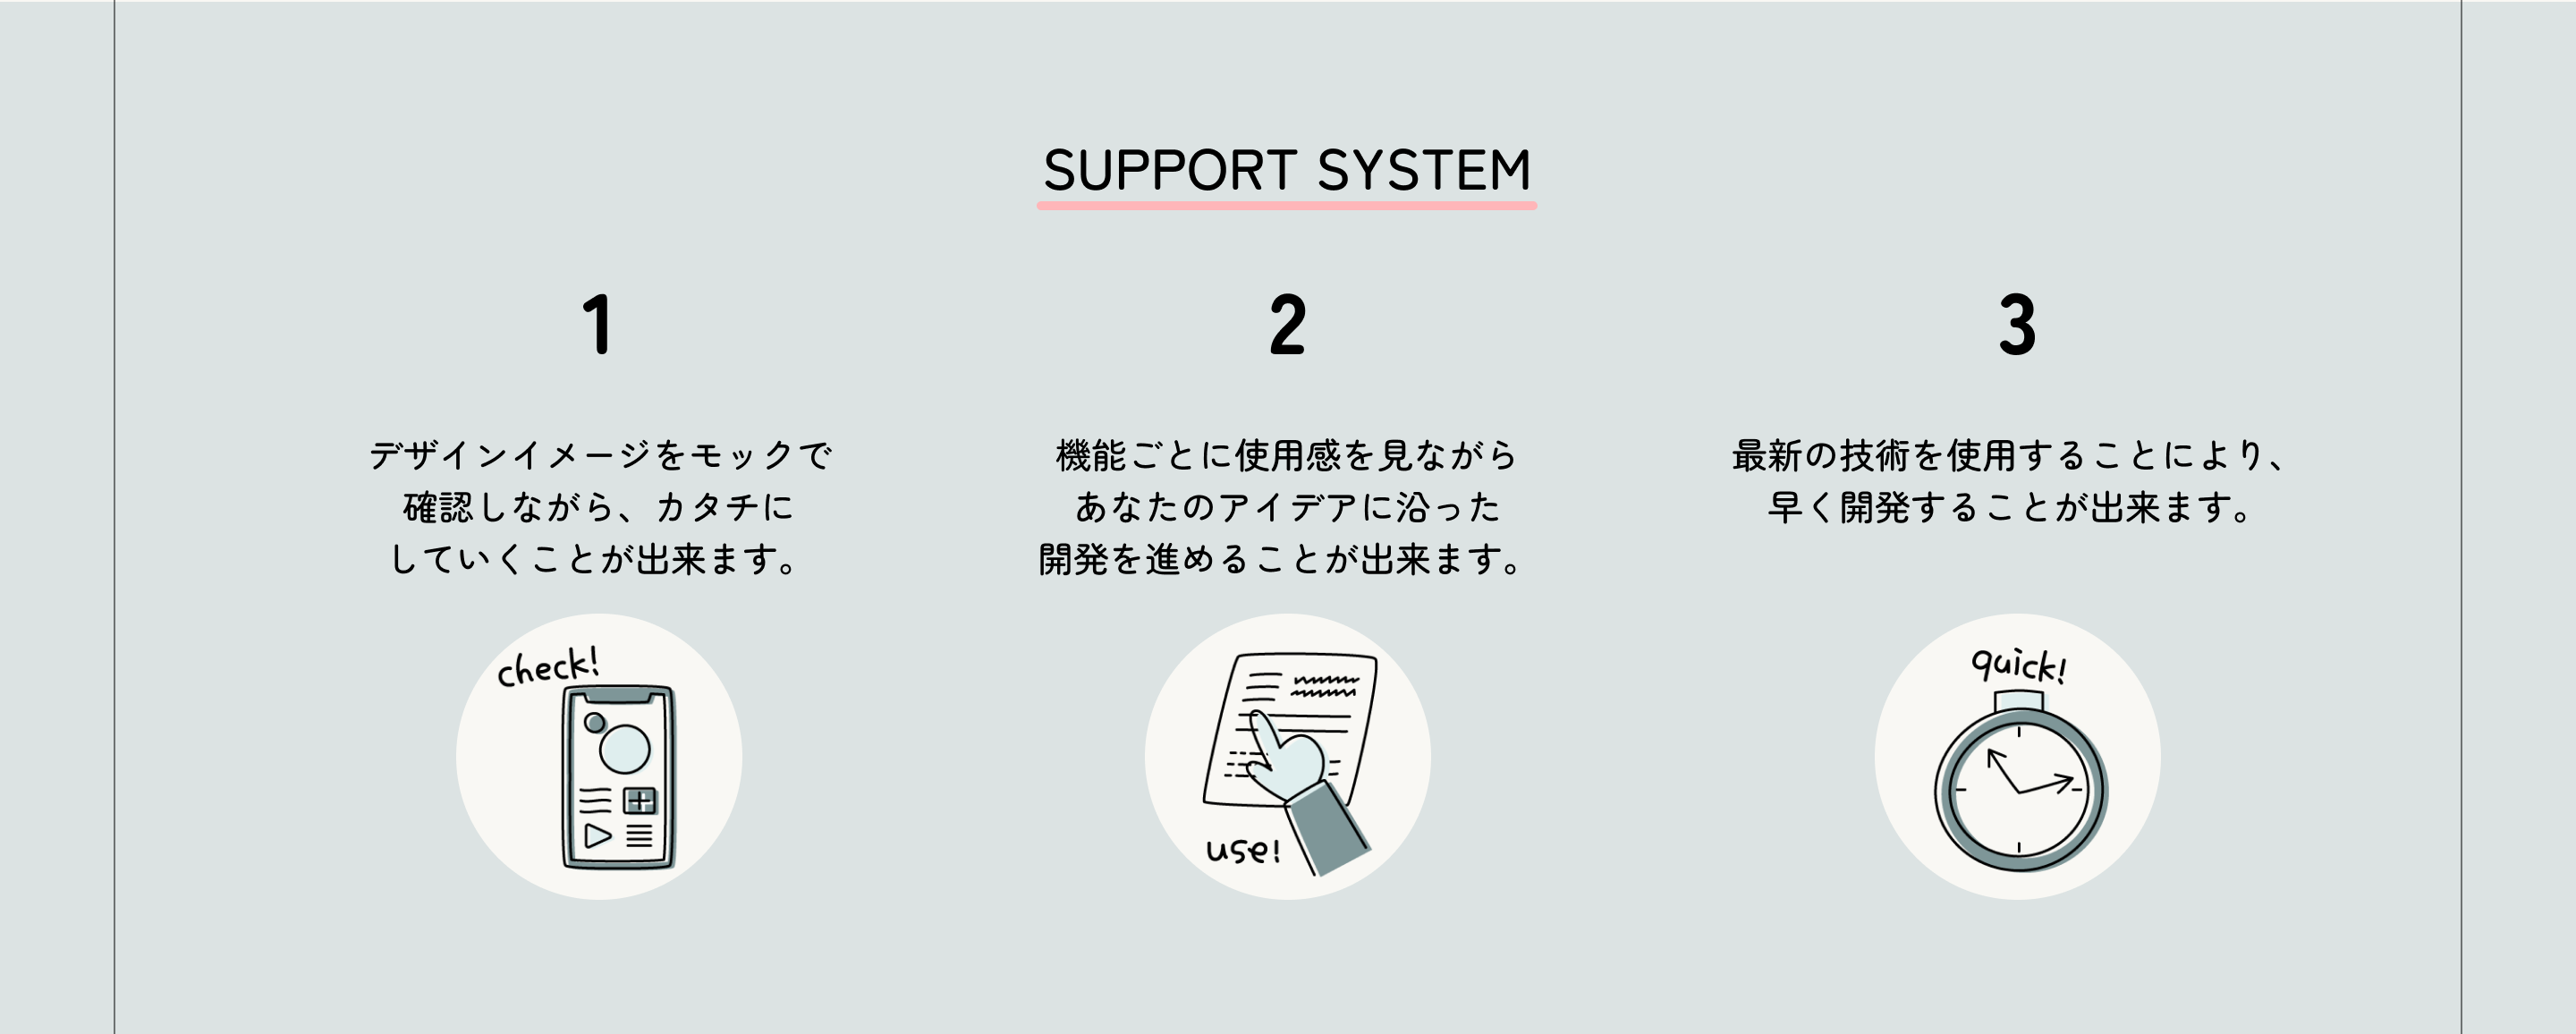 SUPPORT SYSTEM
1
デザインイメージをモックで
確認しながら、カタチに
していくことが出来ます。
check!
2
機能ごとに使用感を見ながら
あなたのアイデアに沿った
開発を進めることが出来ます。
use!
3
最新の技術を使用することにより、
早く開発することが出来ます。
quick!